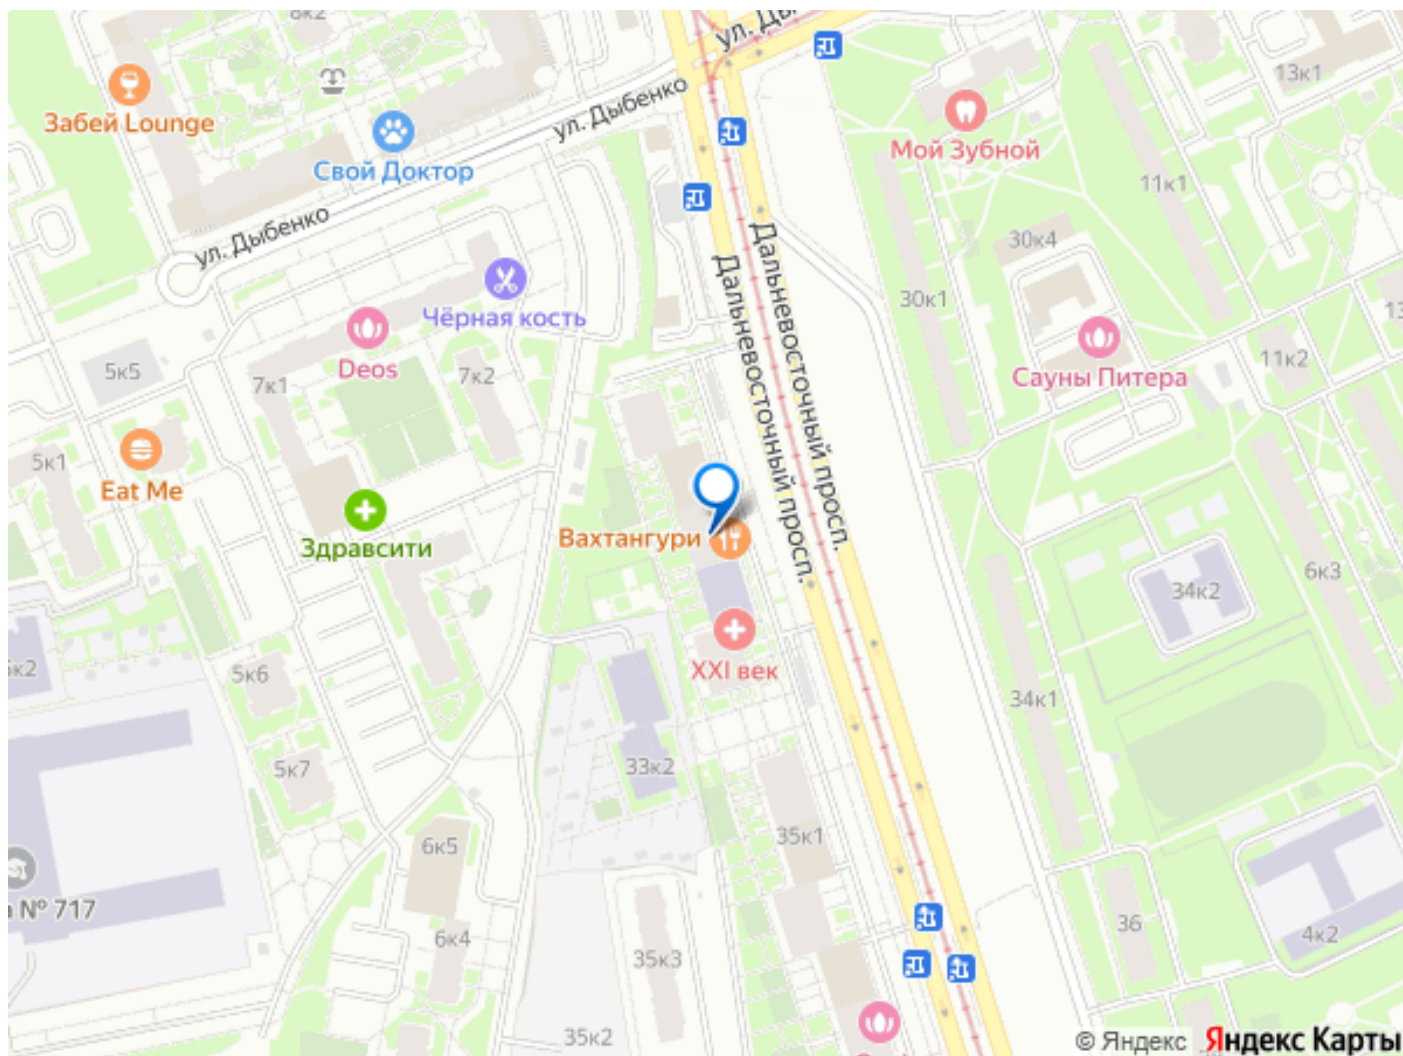 8к2
ул. Ды
13к1
Забей Lounge
ул. Дыбенко
Мой Зубной
Свой Доктор
11к1
ул. Дыбенко
30к4
Дальневосточный просп.
Дальневосточный просп.
Чёрная кость
30к1
5к5
Deos
7к1
7к2
11к2
Сауны Питера
5к1
Eat Me
Вахтангури
Здравсити
34к2
6к3
5к6
XXI век
34к1
33к2
5к7
35к1
6к5
№ 717
36
6к4
4к2
35к3
35к2
© Яндекс Яндекс Карты